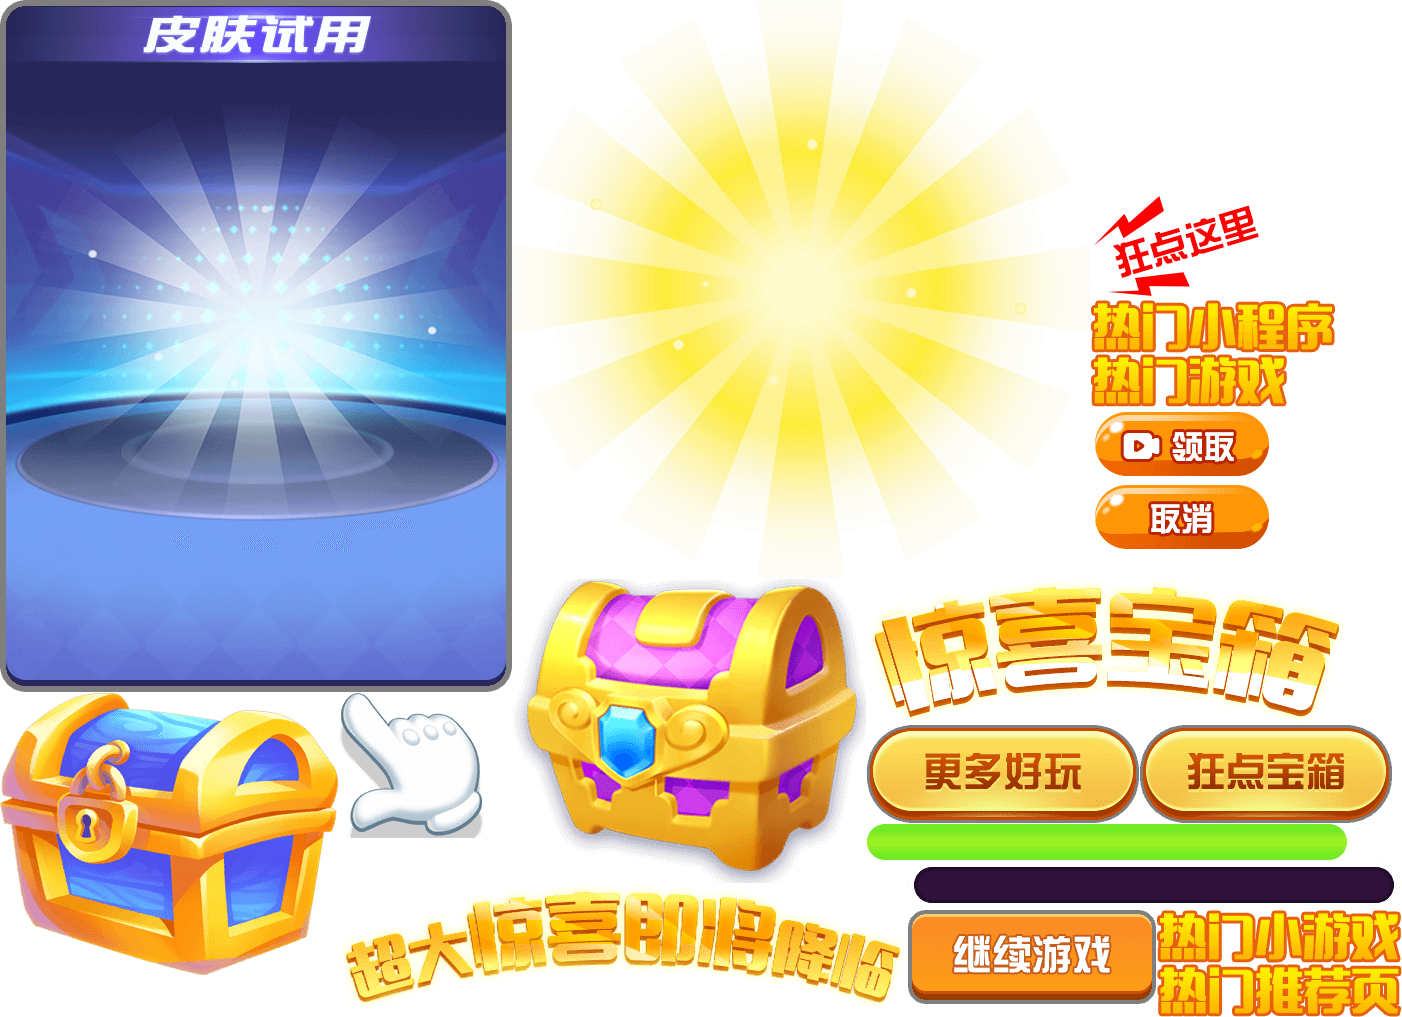 皮肤试用
狂点这里
热门小程序
热门游戏
领取
取消
惊喜宝箱
更多好玩
狂点宝箱
超大惊喜即将降临
继续游戏
热门小游戏
热门推荐页